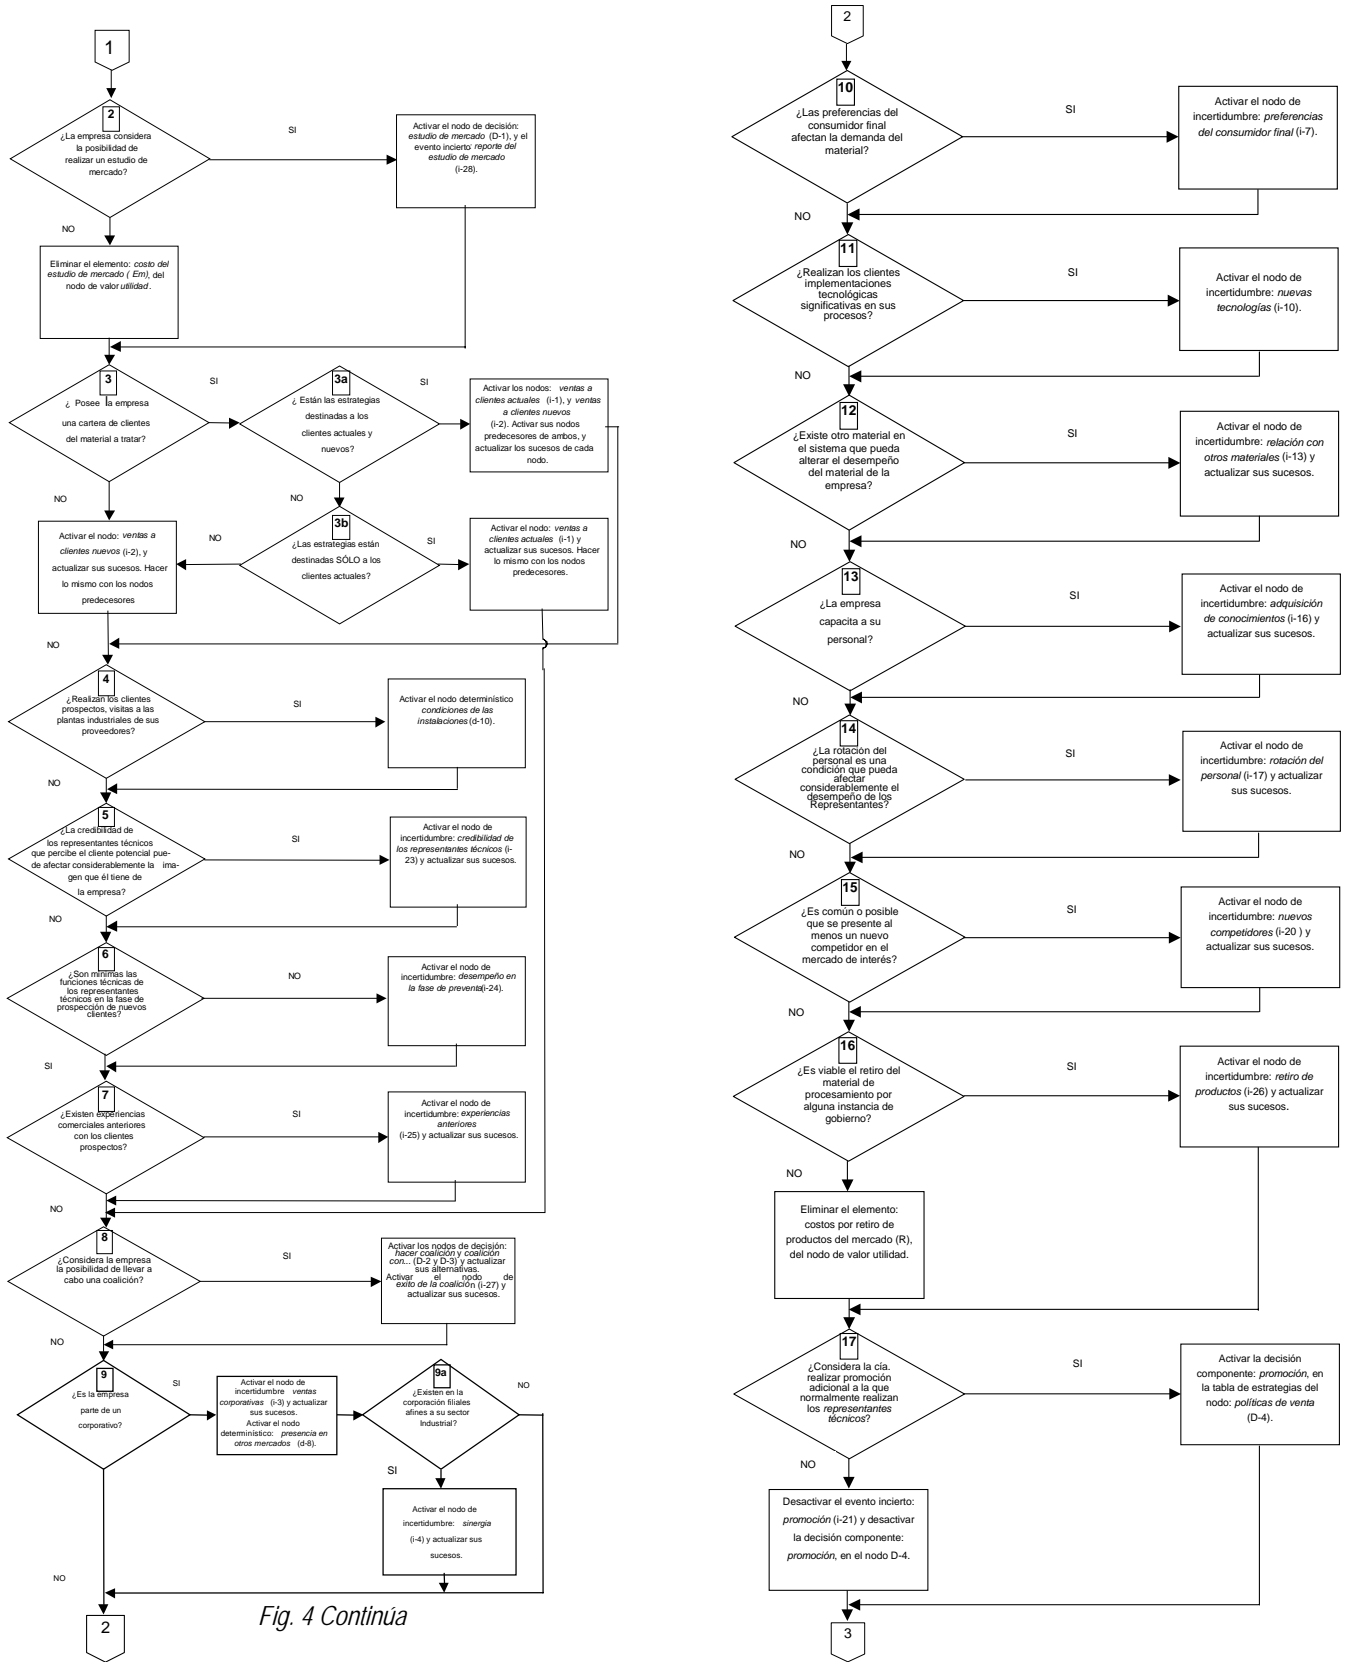 1
2
¿La empresa considera
la posibilidad de
realizar un estudio de
mercado?
SI
Activar el nodo de decisión:
estudio de mercado (D-1), y el
evento incierto: reporte del
estudio de mercado
(i-28).
NO
Eliminar el elemento: costo del
estudio de mercado ( Em), del
nodo de valor utilidad.
3
¿ Posee la empresa
una cartera de clientes
del material a tratar?
SI
3a
¿ Están las estrategias
destinadas a los
clientes actuales y
nuevos?
SI
Activar los nodos: ventas a
clientes actuales (i-1), y ventas
a clientes nuevos
(i-2). Activar sus nodos
predecesores de ambos, y
actualizar los sucesos de cada
nodo.
NO
NO
Activar el nodo: ventas a
clientes nuevos (i-2), y
actualizar sus sucesos. Hacer
lo mismo con los nodos
predecesores
NO
3b
¿Las estrategias están
destinadas SÓLO a los
clientes actuales?
SI
Activar el nodo: ventas a
clientes actuales (i-1) y
actualizar sus sucesos. Hacer
lo mismo con los nodos
predecesores.
NO
4
¿Realizan los clientes
prospectos, visitas a las
plantas industriales de sus
proveedores?
SI
Activar el nodo determinístico
condiciones de las
instalaciones (d-10).
NO
5
¿La credibilidad de
los representantes técnicos
que percibe el cliente potencial pue-
de afectar considerablemente la ima-
gen que él tiene de
la empresa?
SI
Activar el nodo de
incertidumbre: credibilidad de
los representantes técnicos (i-
23) y actualizar sus sucesos.
NO
6
¿Son mínimas las
funciones técnicas de
los representantes
técnicos en la fase de
prospección de nuevos
clientes?
NO
Activar el nodo de
incertidumbre: desempeño en
la fase de preventa(i-24).
SI
7
¿Existen experiencias
comerciales anteriores
con los clientes
prospectos?
SI
Activar el nodo de
incertidumbre: experiencias
anteriores
(i-25) y actualizar sus sucesos.
NO
8
¿Considera la empresa
la posibilidad de llevar a
cabo una coalición?
SI
Activar los nodos de decisión:
hacer coalición y coalición
con... (D-2 y D-3) y actualizar
sus alternativas.
Activar el nodo de
exito de la coalición (i-27) y
actualizar sus sucesos.
NO
9
¿Es la empresa
parte de un
corporativo?
SI
Activar el nodo de
incertidumbre ventas
corporativas (i-3) y actualizar
sus sucesos.
Activar el nodo
determinístico: presencia en
otros mercados (d-8).
9a
¿Existen en la
corporación filiales
afines a su sector
Industrial?
NO
SI
Activar el nodo de
incertidumbre: sinergia
(i-4) y actualizar sus
sucesos.
NO
2
Fig. 4 Continúa
2
10
¿Las preferencias del
consumidor final
afectan la demanda del
material?
SI
Activar el nodo de
incertidumbre: preferencias
del consumidor final (i-7).
NO
11
¿Realizan los clientes
implementaciones
tecnológicas
significativas en sus
procesos?
SI
Activar el nodo de
incertidumbre: nuevas
tecnologías (i-10).
NO
12
¿Existe otro material en
el sistema que pueda
alterar el desempeño
del material de la
empresa?
SI
Activar el nodo de
incertidumbre: relación con
otros materiales (i-13) y
actualizar sus sucesos.
NO
13
¿La empresa
capacita a su
personal?
SI
Activar el nodo de
incertidumbre: adquisición
de conocimientos (i-16) y
actualizar sus sucesos.
NO
14
¿La rotación del
personal es una
condición que pueda
afectar
considerablemente el
desempeño de los
Representantes?
SI
Activar el nodo de
incertidumbre: rotación del
personal (i-17) y actualizar
sus sucesos.
NO
15
¿Es común o posible
que se presente al
menos un nuevo
competidor en el
mercado de interés?
SI
Activar el nodo de
incertidumbre: nuevos
competidores (i-20 ) y
actualizar sus sucesos.
NO
16
¿Es viable el retiro del
material de
procesamiento por
alguna instancia de
gobierno?
SI
Activar el nodo de
incertidumbre: retiro de
productos (i-26) y actualizar
sus sucesos.
NO
Eliminar el elemento:
costos por retiro de
productos del mercado (R),
del nodo de valor utilidad.
17
¿Considera la cía.
realizar promoción
adicional a la que
normalmente realizan
los representantes
técnicos?
SI
Activar la decisión
componente: promoción, en
la tabla de estrategias del
nodo: políticas de venta
(D-4).
NO
Desactivar el evento incierto:
promoción (i-21) y desactivar
la decisión componente:
promoción, en el nodo D-4.
3